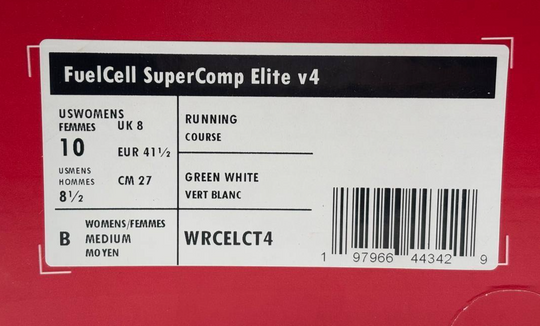 FuelCell SuperComp Elite v4
USWOMENS
FEMMES
10
UK 8
EUR 41½
CM 27
USMENS
HOMMES
8½
RUNNING
COURSE
GREEN WHITE
VERT BLANC
B
WOMENS/FEMMES
MEDIUM
MOYEN
WRCELCT4
1 97966 44342 9